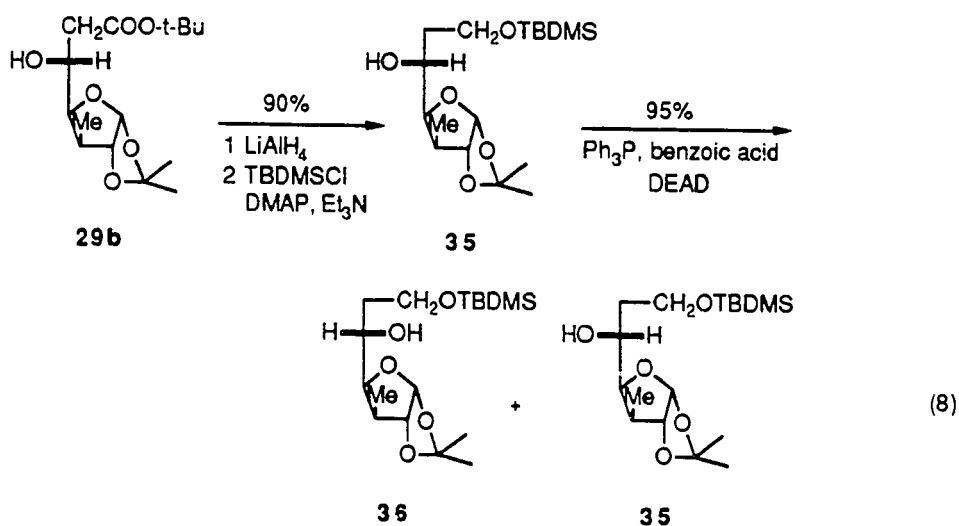 CH₂COO-t-Bu
HO H
O
Me
O
O
29b
90%
1 LiAlH₄
2 TBDMSCl
DMAP, Et₃N
CH₂OTBDMS
HO H
O
Me
O
O
35
95%
Ph₃P, benzoic acid
DEAD
CH₂OTBDMS
H OH
O
Me
O
O
36
+
CH₂OTBDMS
HO H
O
Me
O
O
35
(8)